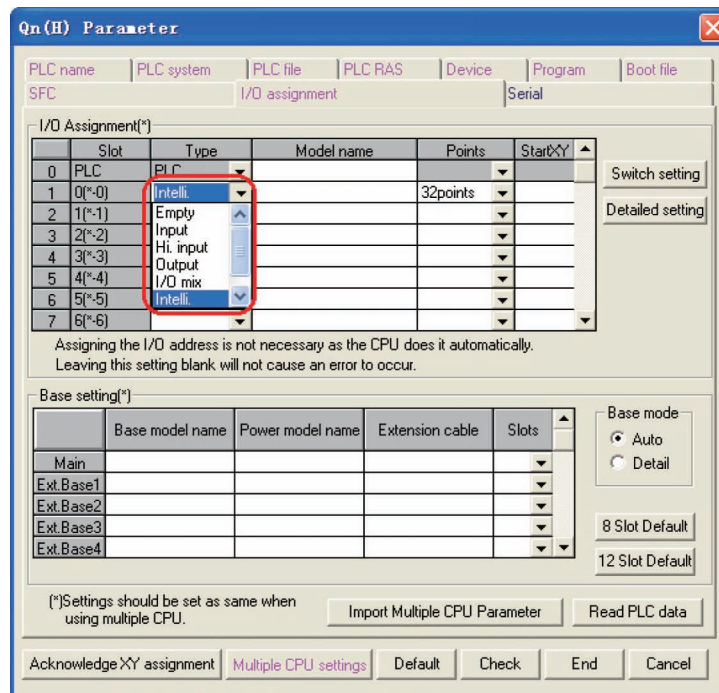 Qn(H) Parameter
PLC name PLC system PLC file PLC RAS Device Program Boot file
SFC I/O assignment Serial
I/O Assignment(*)
Slot Type Model name Points StartXY
0 PLC PLC
1 0(*-0) Intelli. 32points
2 1(*-1) Empty
3 2(*-2) Input
4 3(*-3) Hi. input
5 4(*-4) Output
I/O mix
6 5(*-5) Intelli.
7 6(*-6)
Switch setting
Detailed setting
Assigning the I/O address is not necessary as the CPU does it automatically.
Leaving this setting blank will not cause an error to occur.
Base setting(*)
Base model name Power model name Extension cable Slots
Main
Ext.Base1
Ext.Base2
Ext.Base3
Ext.Base4
Base mode
Auto
Detail
8 Slot Default
12 Slot Default
(*)Settings should be set as same when
using multiple CPU.
Import Multiple CPU Parameter Read PLC data
Acknowledge XY assignment Multiple CPU settings Default Check End Cancel